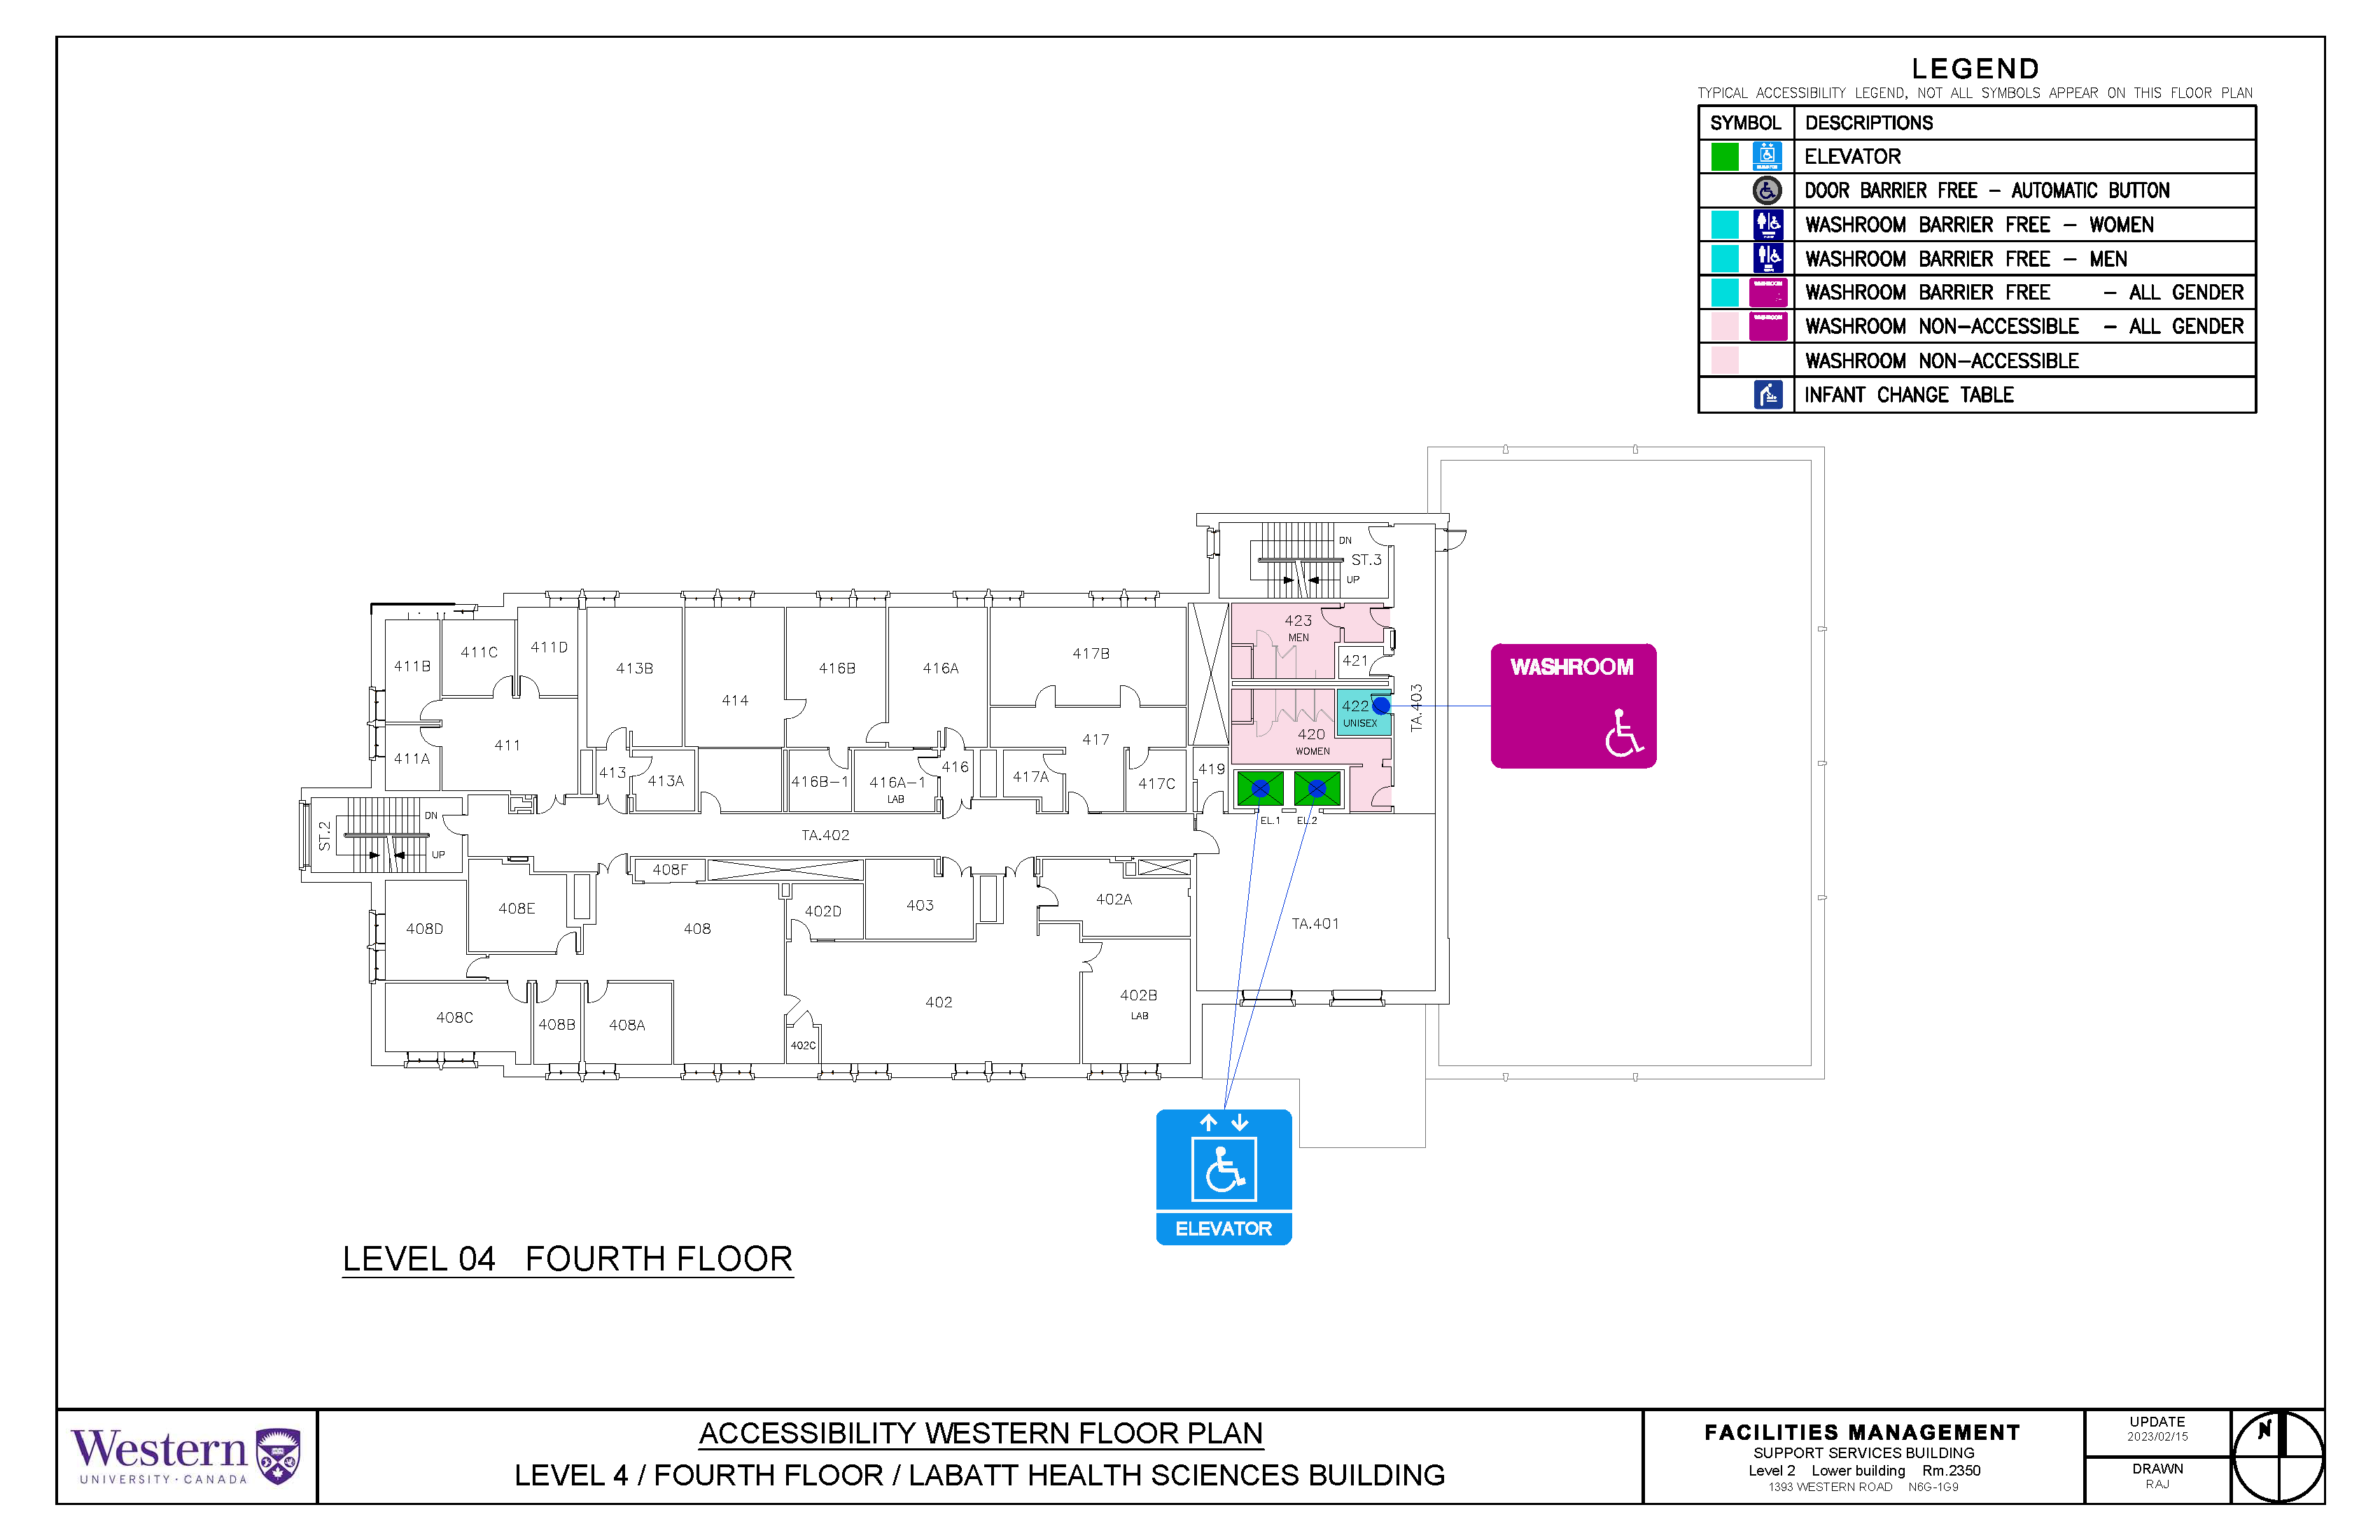 LEGEND
TYPICAL ACCESSIBILITY LEGEND, NOT ALL SYMBOLS APPEAR ON THIS FLOOR PLAN
SYMBOL DESCRIPTIONS
ELEVATOR
DOOR BARRIER FREE - AUTOMATIC BUTTON
WASHROOM BARRIER FREE - WOMEN
WASHROOM BARRIER FREE - MEN
WASHROOM BARRIER FREE - ALL GENDER
WASHROOM NON-ACCESSIBLE - ALL GENDER
WASHROOM NON-ACCESSIBLE
INFANT CHANGE TABLE
DN
ST.3
UP
423
MEN
421
422
UNISEX
420
WOMEN
TA.403
WASHROOM
411B
411C
411D
413B
414
416B
416A
417B
411
411A
413
413A
416B-1
416A-1
LAB
416
417A
417
417C
419
EL.1
EL.2
ST.2
DN
UP
TA.402
408F
408E
408D
408
402D
403
402A
TA.401
408C
408B
408A
402C
402
402B
LAB
ELEVATOR
LEVEL 04 FOURTH FLOOR
Western
UNIVERSITY · CANADA
ACCESSIBILITY WESTERN FLOOR PLAN
LEVEL 4 / FOURTH FLOOR / LABATT HEALTH SCIENCES BUILDING
FACILITIES MANAGEMENT
SUPPORT SERVICES BUILDING
Level 2 Lower building Rm.2350
1393 WESTERN ROAD N6G-1G9
UPDATE
2023/02/15
DRAWN
RAJ
N